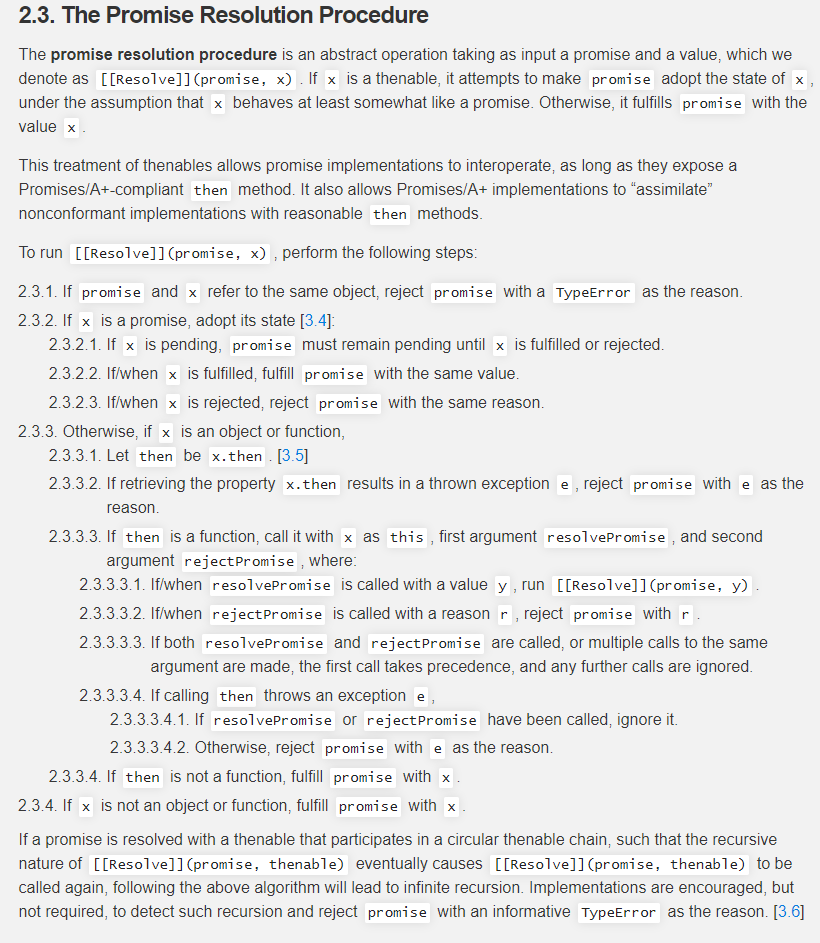 2.3. The Promise Resolution Procedure
The promise resolution procedure is an abstract operation taking as input a promise and a value, which we
denote as [[Resolve]](promise, x) . If x is a thenable, it attempts to make promise adopt the state of x ,
under the assumption that x behaves at least somewhat like a promise. Otherwise, it fulfills promise with the
value x .
This treatment of thenables allows promise implementations to interoperate, as long as they expose a
Promises/A+-compliant then method. It also allows Promises/A+ implementations to “assimilate”
nonconformant implementations with reasonable then methods.
To run [[Resolve]](promise, x) , perform the following steps:
2.3.1. If promise and x refer to the same object, reject promise with a TypeError as the reason.
2.3.2. If x is a promise, adopt its state [3.4]:
2.3.2.1. If x is pending, promise must remain pending until x is fulfilled or rejected.
2.3.2.2. If/when x is fulfilled, fulfill promise with the same value.
2.3.2.3. If/when x is rejected, reject promise with the same reason.
2.3.3. Otherwise, if x is an object or function,
2.3.3.1. Let then be x.then . [3.5]
2.3.3.2. If retrieving the property x.then results in a thrown exception e , reject promise with e as the
reason.
2.3.3.3. If then is a function, call it with x as this , first argument resolvePromise , and second
argument rejectPromise , where:
2.3.3.3.1. If/when resolvePromise is called with a value y , run [[Resolve]](promise, y) .
2.3.3.3.2. If/when rejectPromise is called with a reason r , reject promise with r .
2.3.3.3.3. If both resolvePromise and rejectPromise are called, or multiple calls to the same
argument are made, the first call takes precedence, and any further calls are ignored.
2.3.3.3.4. If calling then throws an exception e ,
2.3.3.3.4.1. If resolvePromise or rejectPromise have been called, ignore it.
2.3.3.3.4.2. Otherwise, reject promise with e as the reason.
2.3.3.4. If then is not a function, fulfill promise with x .
2.3.4. If x is not an object or function, fulfill promise with x .
If a promise is resolved with a thenable that participates in a circular thenable chain, such that the recursive
nature of [[Resolve]](promise, thenable) eventually causes [[Resolve]](promise, thenable) to be
called again, following the above algorithm will lead to infinite recursion. Implementations are encouraged, but
not required, to detect such recursion and reject promise with an informative TypeError as the reason. [3.6]